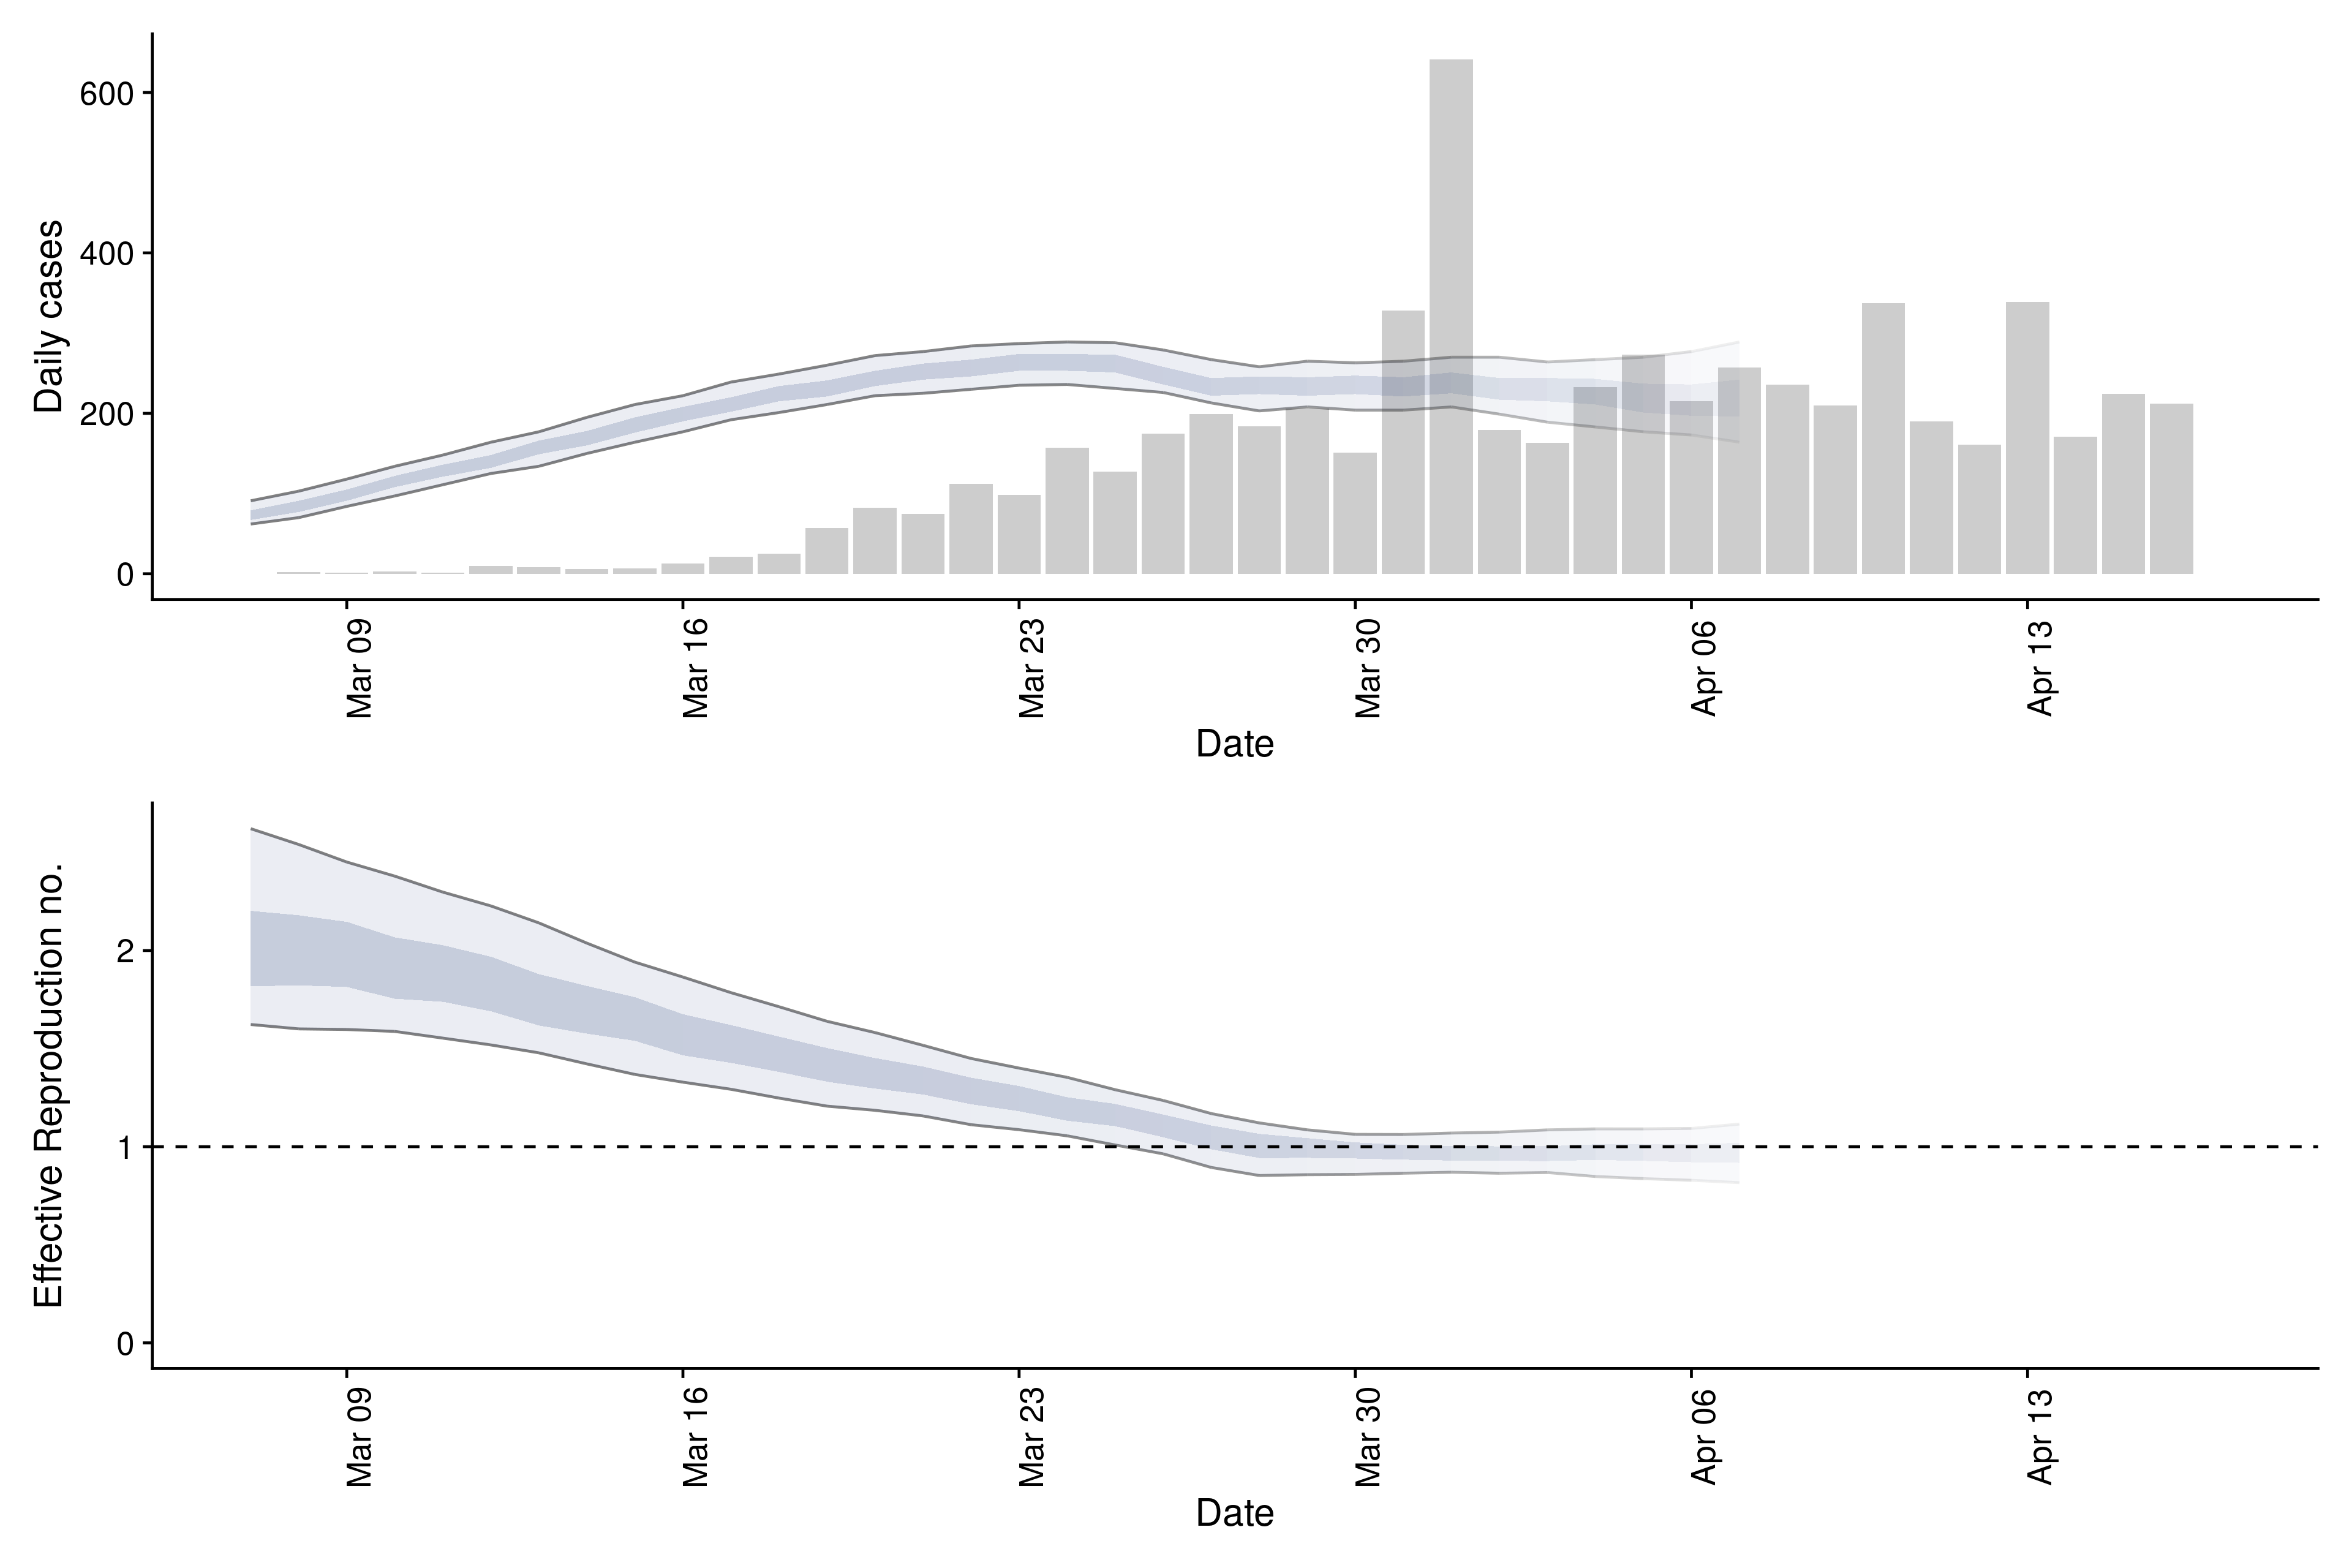 Daily cases
600
400
200
0
Mar 09
Mar 16
Mar 23
Mar 30
Apr 06
Apr 13
Date
Effective Reproduction no.
2
1
0
Mar 09
Mar 16
Mar 23
Mar 30
Apr 06
Apr 13
Date